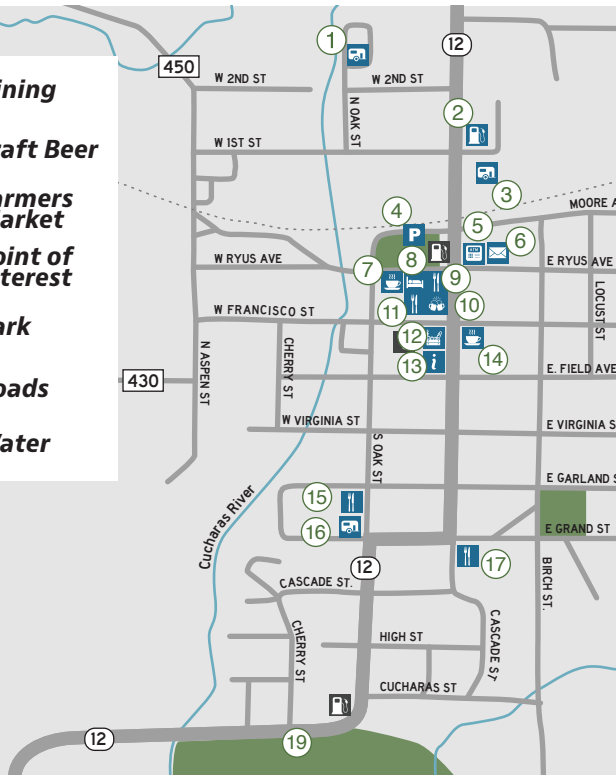 1
12
450
ining
W 2ND ST
W 2ND ST
N OAK ST
2
raft Beer
W 1ST ST
3
armers
arket
MOORE A
4
P
5
6
oint of
terest
W RYUS AVE
7
8
9
E RYUS AVE
11
10
W FRANCISCO ST
LOCUST ST
ark
12
i
13
14
N ASPEN ST
CHERRY ST
430
E. FIELD AVE
oads
W VIRGINIA ST
E VIRGINIA S
ater
S OAK ST
E GARLAND S
15
Cucharas River
16
E GRAND ST
17
12
CASCADE ST.
BIRCH ST.
CHERRY ST
HIGH ST
CASCADE ST
CUCHARAS ST
12
19